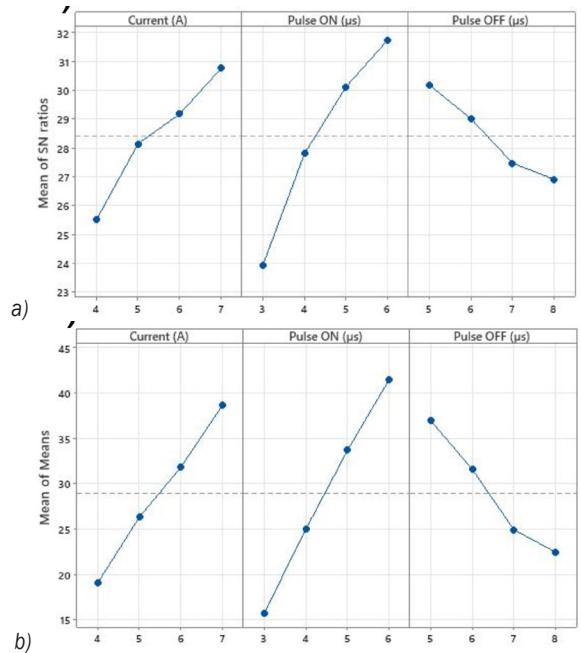 Current (A) Pulse ON (µs) Pulse OFF (µs)
32
31
30
29
28
27
26
25
24
23
Mean of SN ratios
4 5 6 7 3 4 5 6 5 6 7 8
a)
Current (A) Pulse ON (µs) Pulse OFF (µs)
45
40
35
30
25
20
15
Mean of Means
4 5 6 7 3 4 5 6 5 6 7 8
b)